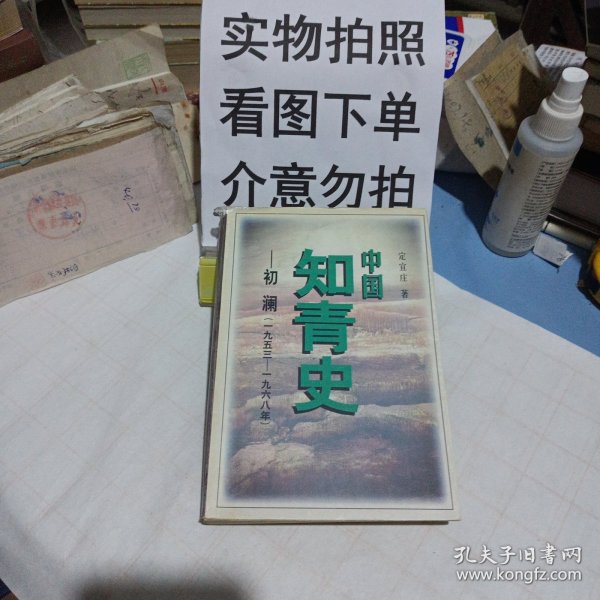 实物拍照
看图下单
介意勿拍
定宜庄 著
中国
知青史
——初澜
（一九五三—一九六八年）
孔夫子旧书网
www.kongfz.com